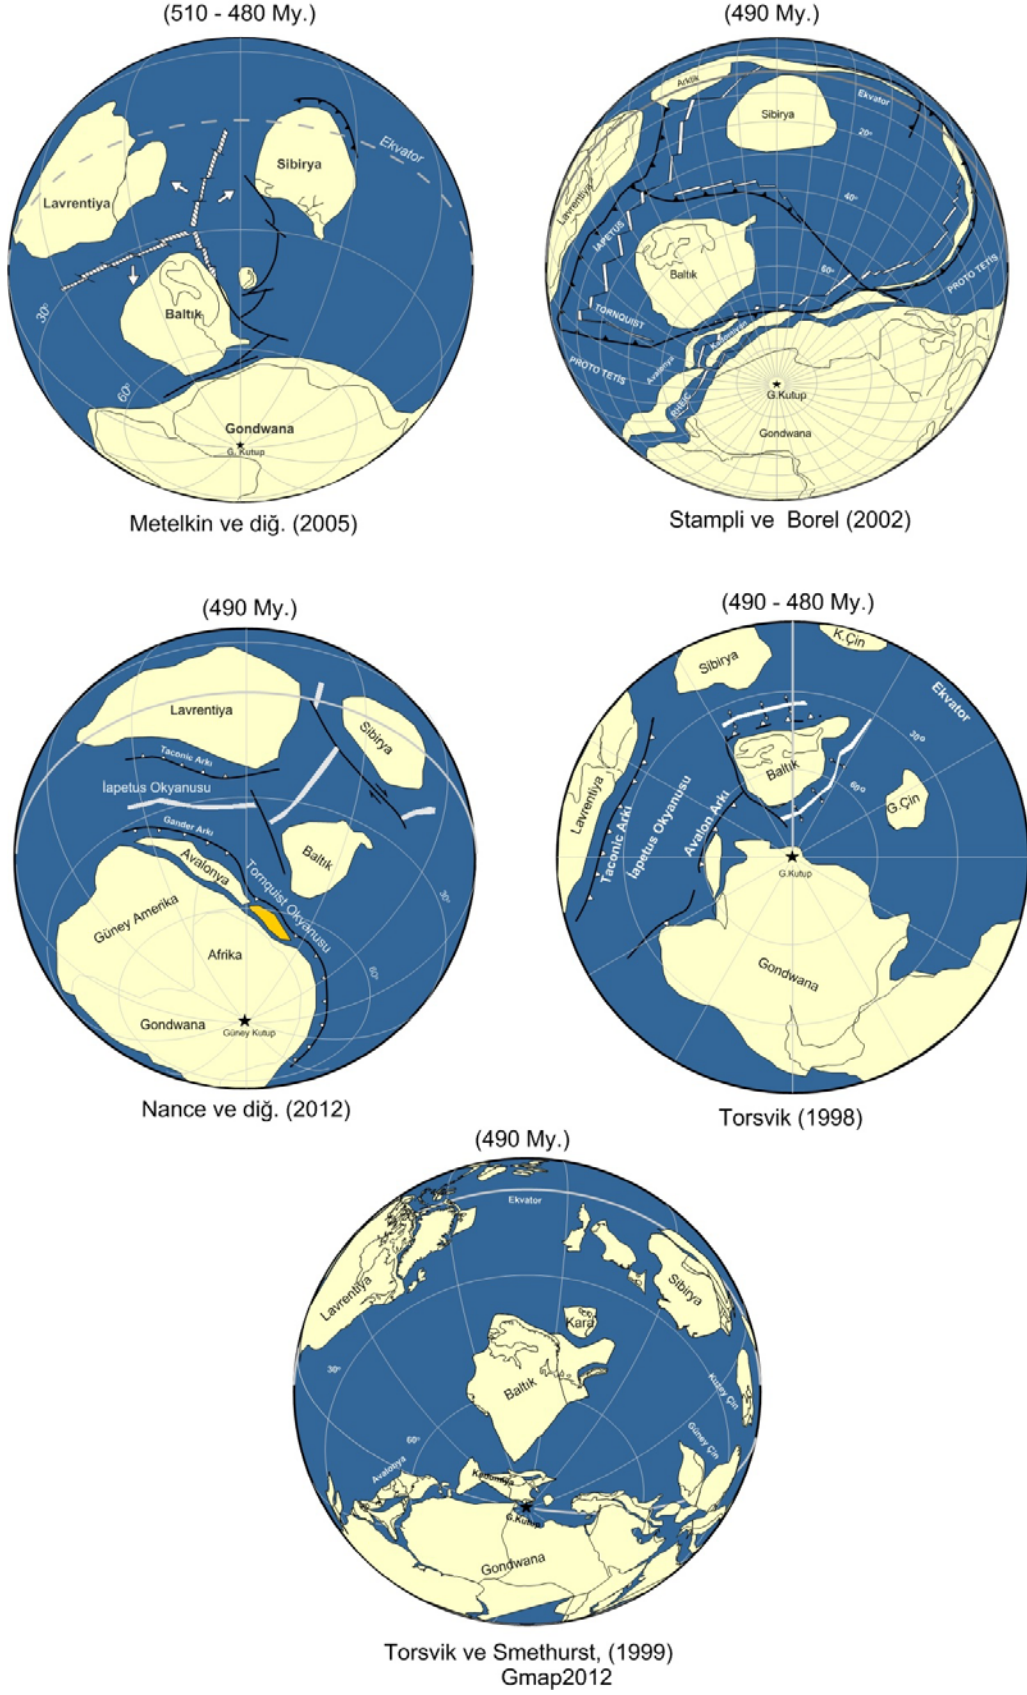 (510 - 480 My.)
Ekvator
Sibirya
Lavrentiya
Baltık
30°
60°
Gondwana
G. Kutup
Metelkin ve diğ. (2005)
(490 My.)
Arktik
Ekvator
Sibirya
20°
Lavrentiya
40°
İAPETUS
Baltık
60°
PROTO TETİS
TORNQUIST
PROTO TETİS
Avalonya
RHEIC
G.Kutup
Gondwana
Stampli ve Borel (2002)
(490 My.)
Lavrentiya
Sibirya
Taconic Arkı
İapetus Okyanusu
Gander Arkı
Avalonya
Baltık
Tornquist Okyanusu
Güney Amerika
30°
Afrika
60°
Gondwana
Güney Kutup
Nance ve diğ. (2012)
(490 - 480 My.)
K.Çin
Sibirya
Ekvator
30°
Baltık
60°
G.Çin
Lavrentiya
Taconic Arkı
İapetus Okyanusu
Avalon Arkı
G.Kutup
Gondwana
Torsvik (1998)
(490 My.)
Ekvator
Lavrentiya
Sibirya
Kara
30°
Baltık
Kuzey Çin
60°
Güney Çin
Avalonya
G.Kutup
Gondwana
Torsvik ve Smethurst, (1999)
Gmap2012